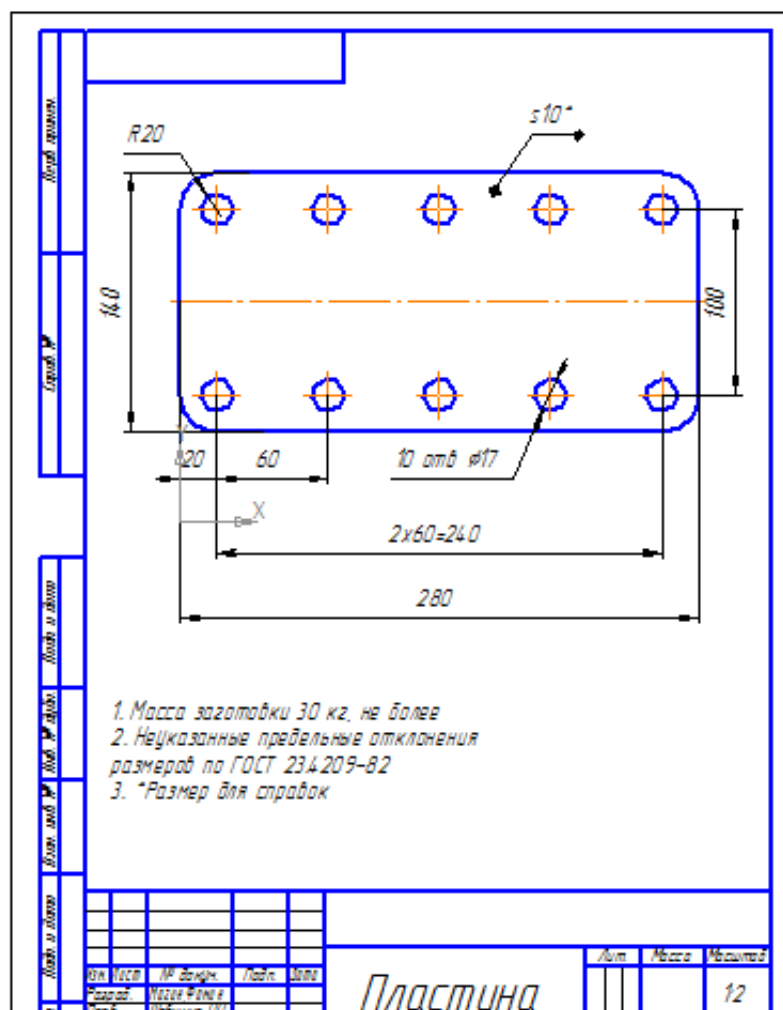 s10*
R20
140
100
20
60
10 отв ⌀17
X
2x60=240
280
1. Масса заготовки 30 кг, не более
2. Неуказанные предельные отклонения
размеров по ГОСТ 23.4.209-82
3. *Размер для справок
Лит.
Масса
Масштаб
Изм.
Лист
№ докум.
Подп.
Дата
Разраб.
Пластина
1:2